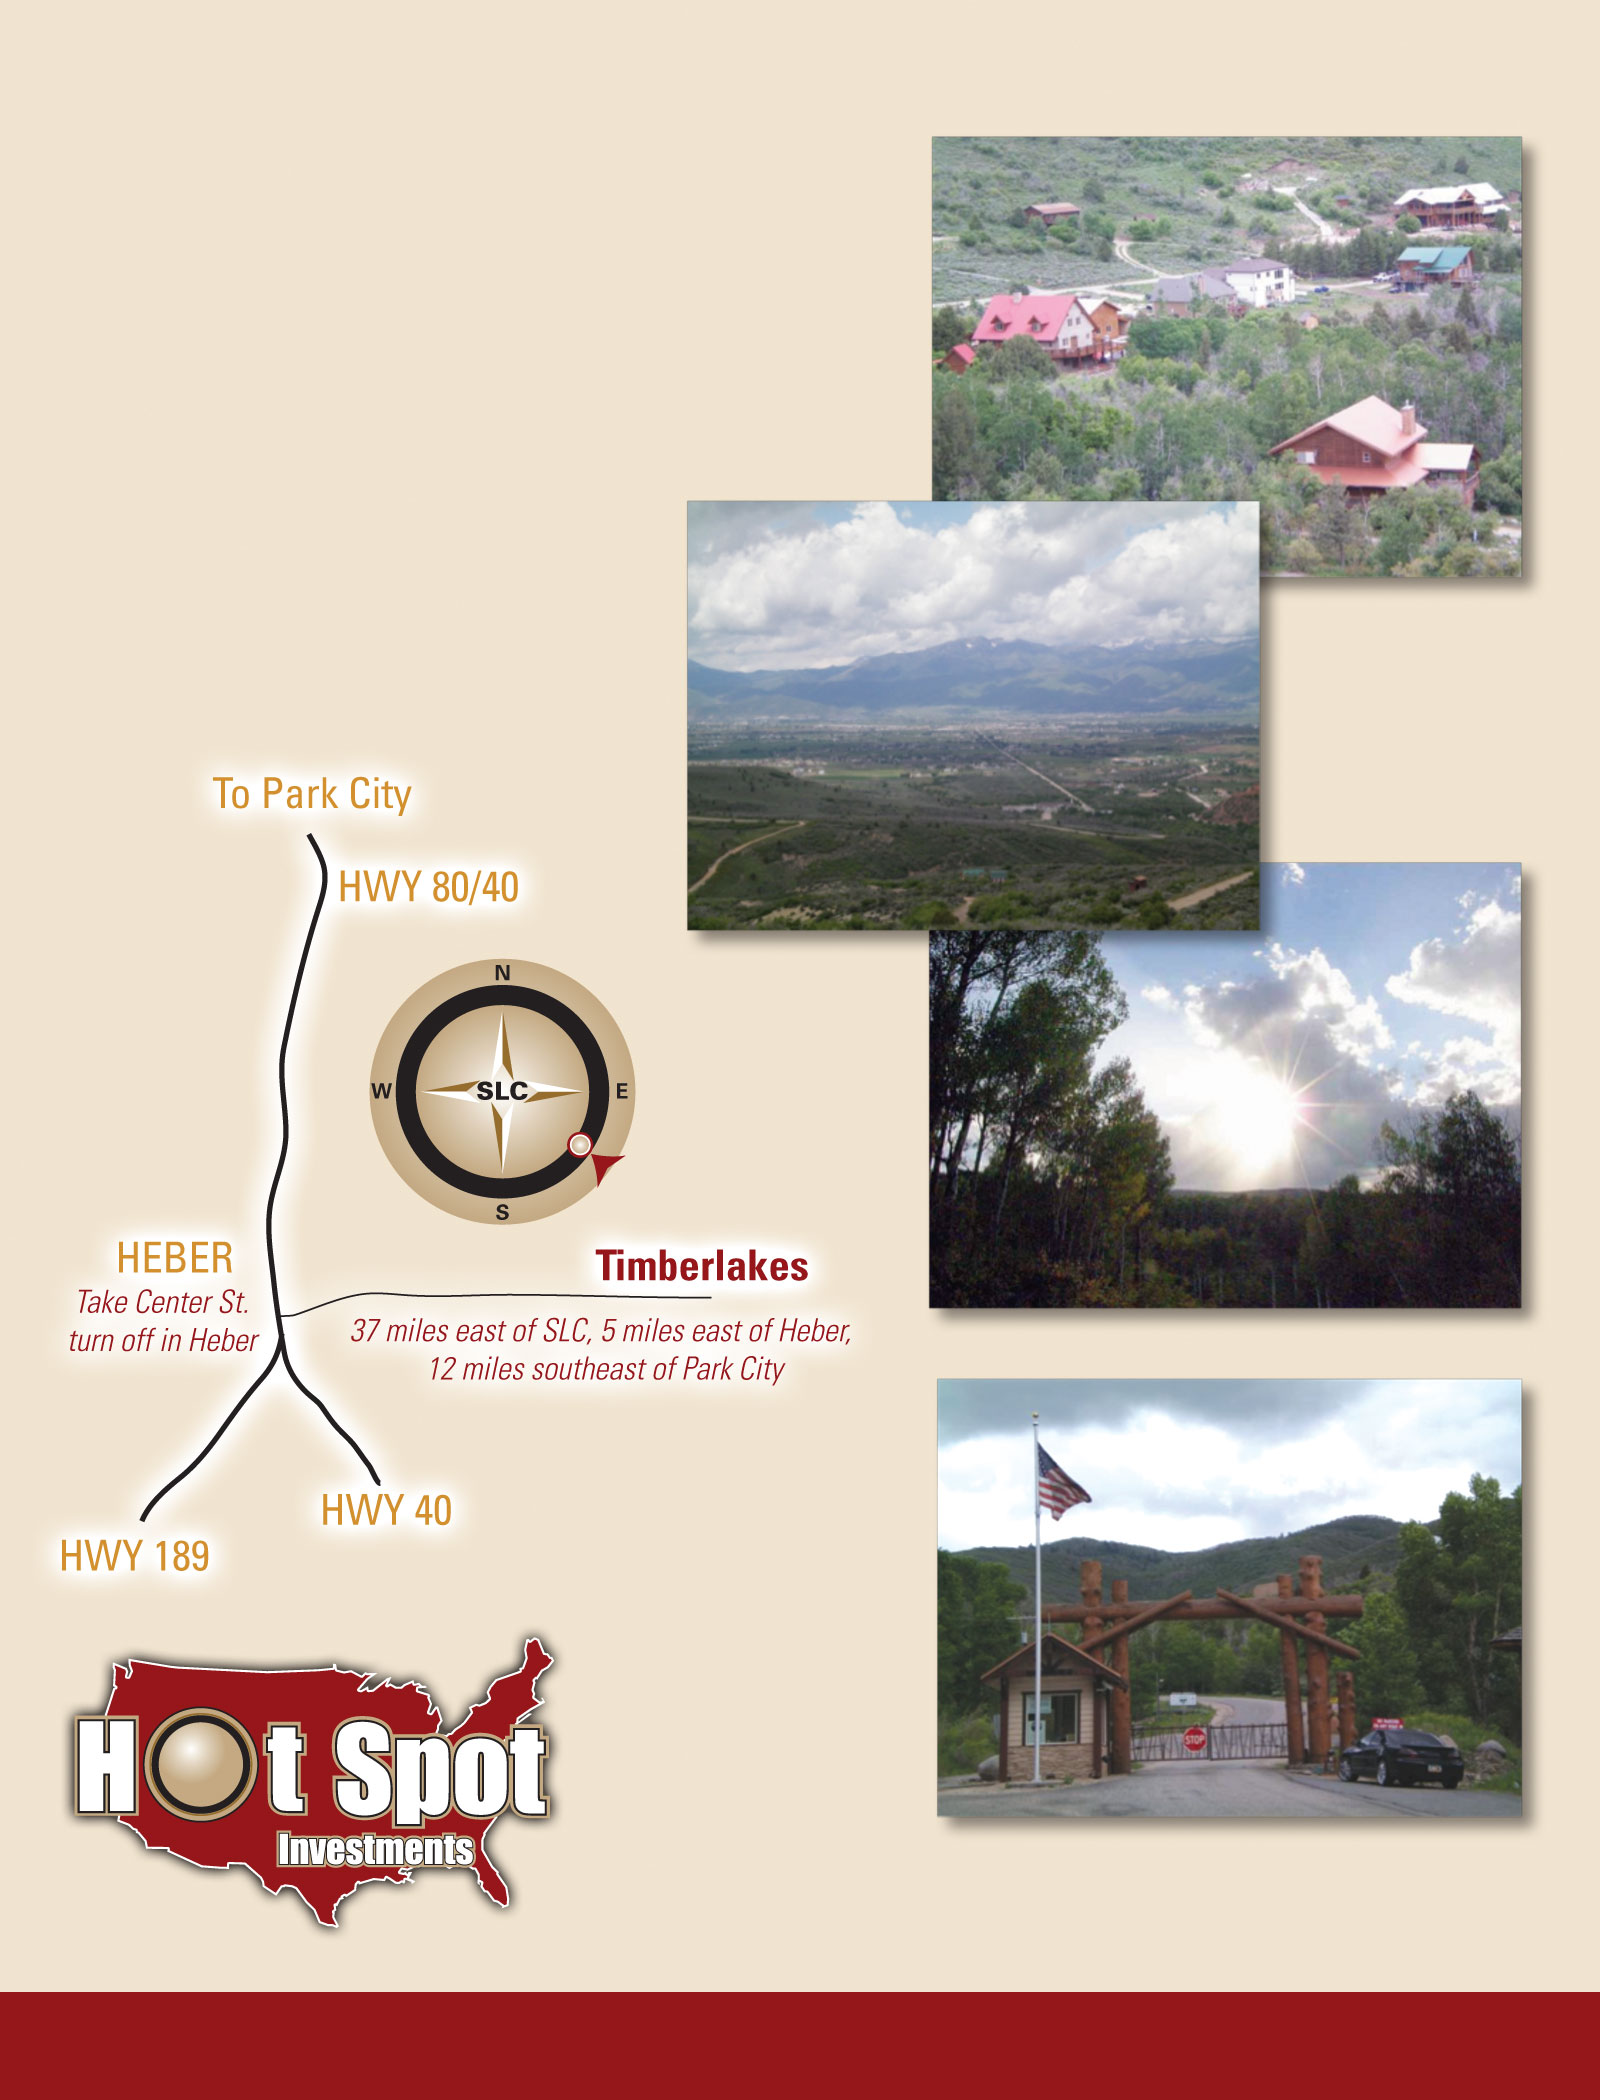 To Park City
HWY 80/40
N
W
SLC
E
S
HEBER
Take Center St.
turn off in Heber
Timberlakes
37 miles east of SLC, 5 miles east of Heber,
12 miles southeast of Park City
HWY 40
HWY 189
Hot Spot
Investments
STOP